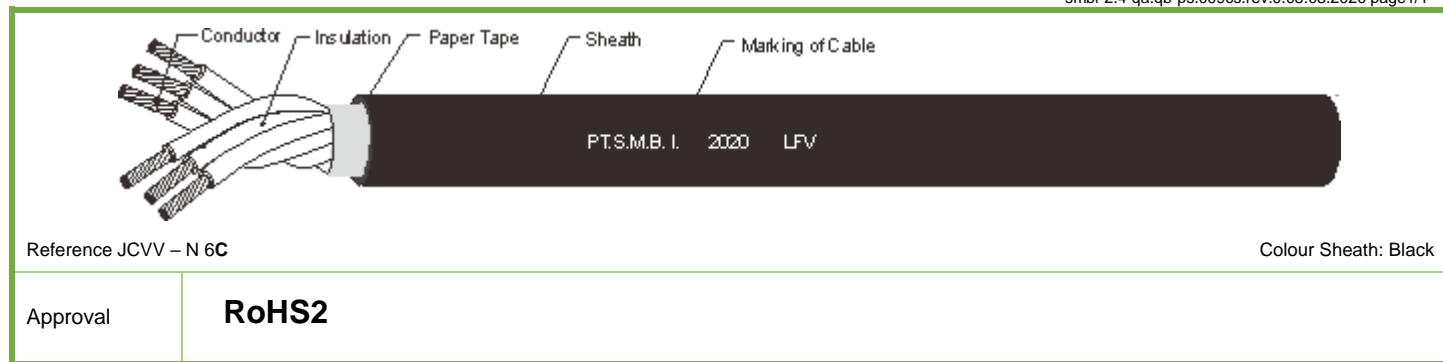 Conductor Insulation Paper Tape Sheath Marking of Cable
PT.S.M.B. I. 2020 LFV
Reference JCVV – N 6C Colour Sheath: Black
Approval RoHS2